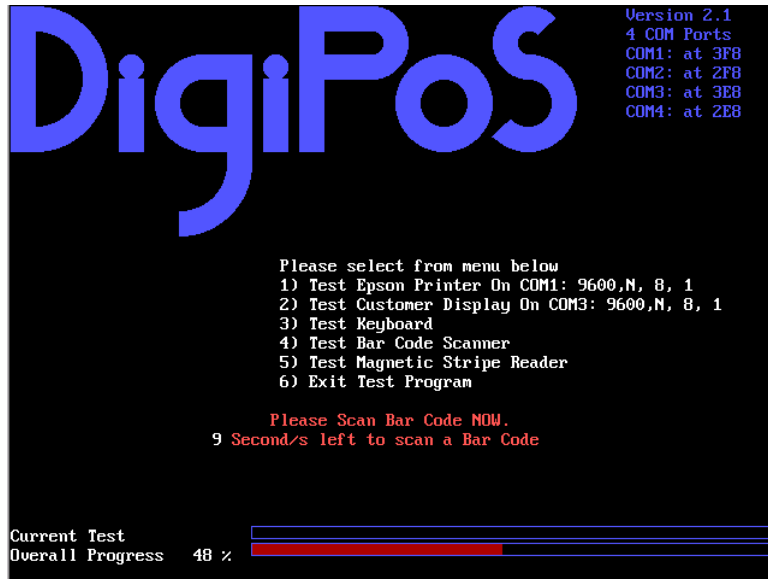 DigiPoS
Version 2.1
4 COM Ports
COM1: at 3F8
COM2: at 2F8
COM3: at 3E8
COM4: at 2E8
Please select from menu below
1) Test Epson Printer On COM1: 9600,N, 8, 1
2) Test Customer Display On COM3: 9600,N, 8, 1
3) Test Keyboard
4) Test Bar Code Scanner
5) Test Magnetic Stripe Reader
6) Exit Test Program
Please Scan Bar Code NOW.
9 Second/s left to scan a Bar Code
Current Test
Overall Progress 48 %